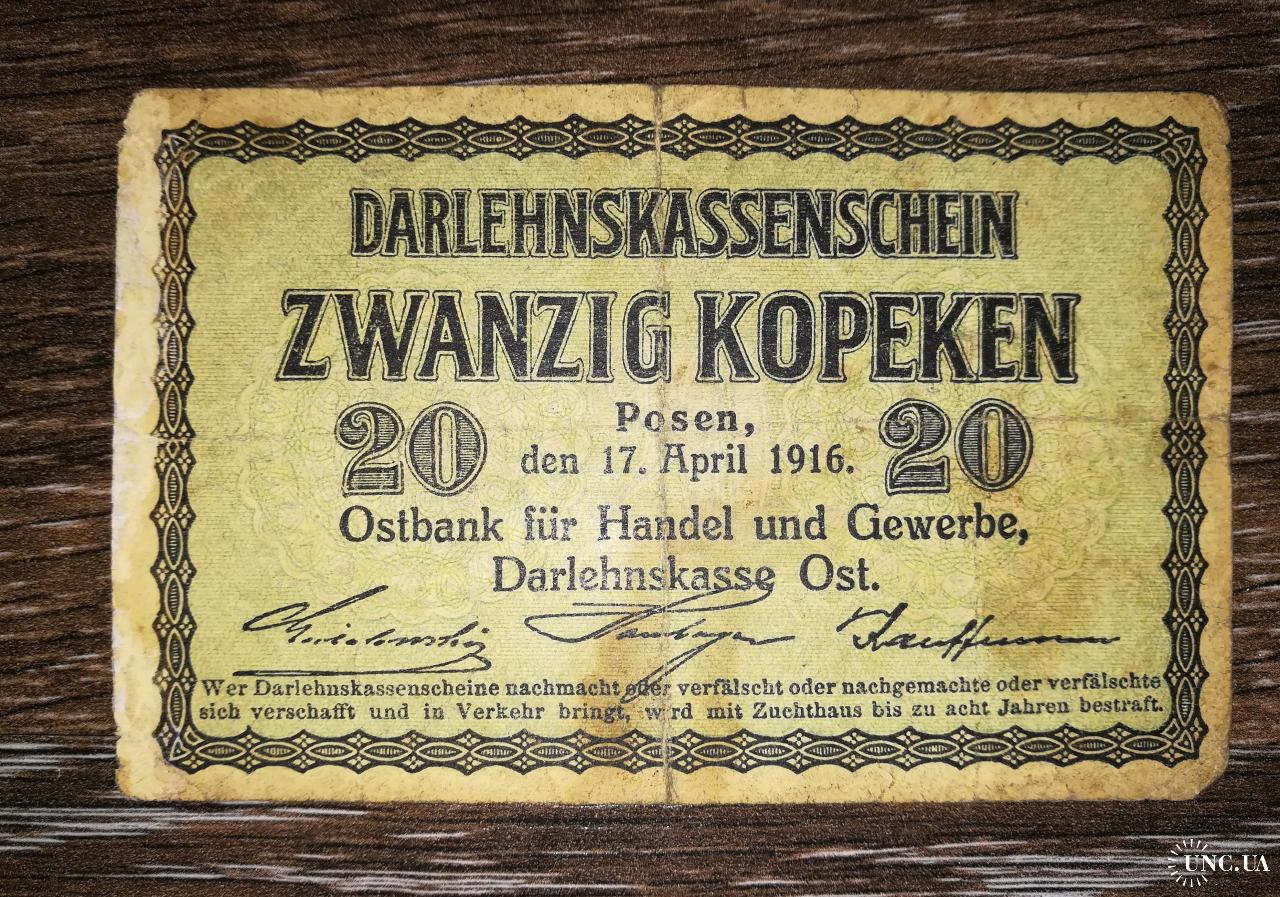 DARLEHNSKASSENSCHEIN
ZWANZIG KOPEKEN
20 Posen, 20
den 17. April 1916.
Ostbank für Handel und Gewerbe,
Darlehnskasse Ost.
Kauffmann
Wer Darlehnskassenscheine nachmacht oder verfälscht oder nachgemachte oder verfälschte
sich verschafft und in Verkehr bringt, wird mit Zuchthaus bis zu acht Jahren bestraft.
UNC.UA